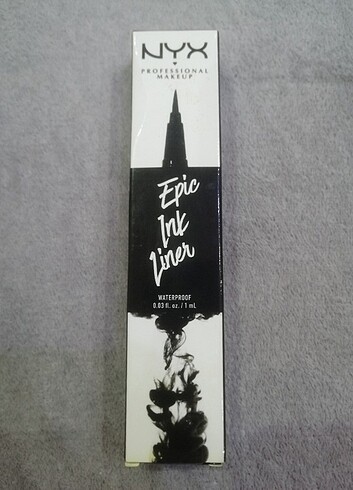 NYX
PROFESSIONAL
MAKEUP
Epic
Ink
Liner
WATERPROOF
0.03 fl. oz. / 1 mL